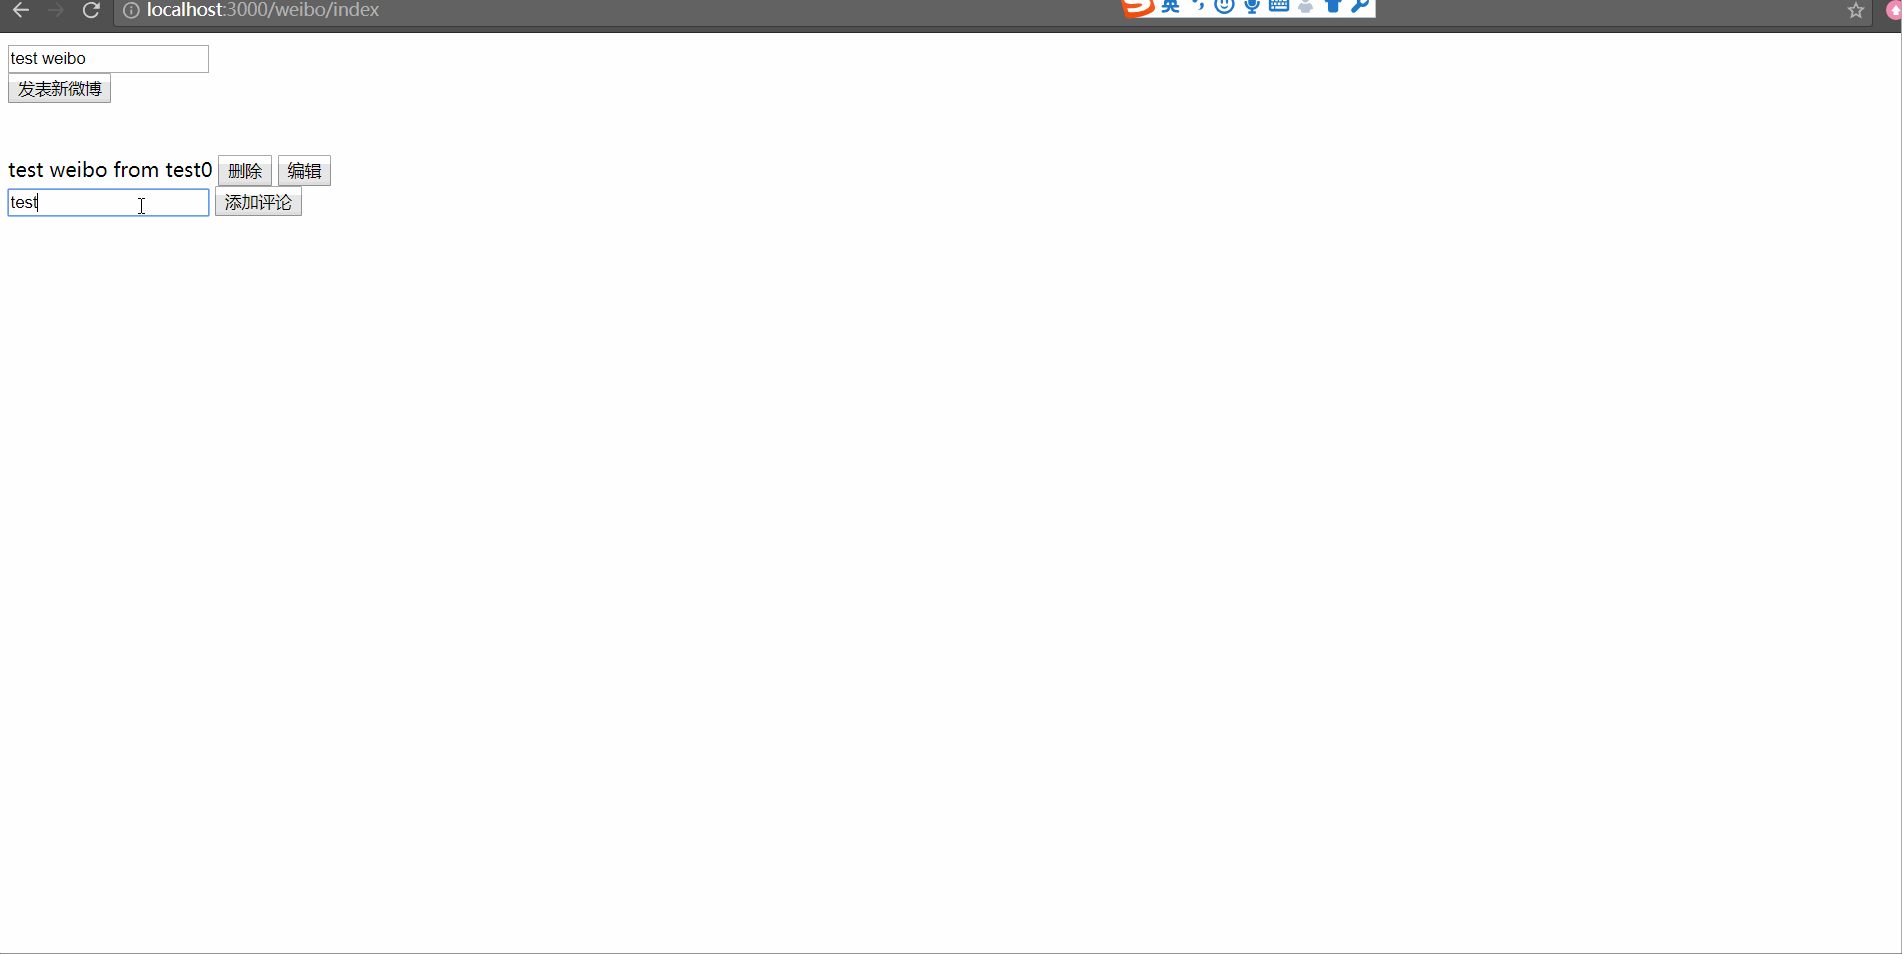 localhost:3000/weibo/index
英
test weibo
发表新微博
test weibo from test0 删除 编辑
test 添加评论